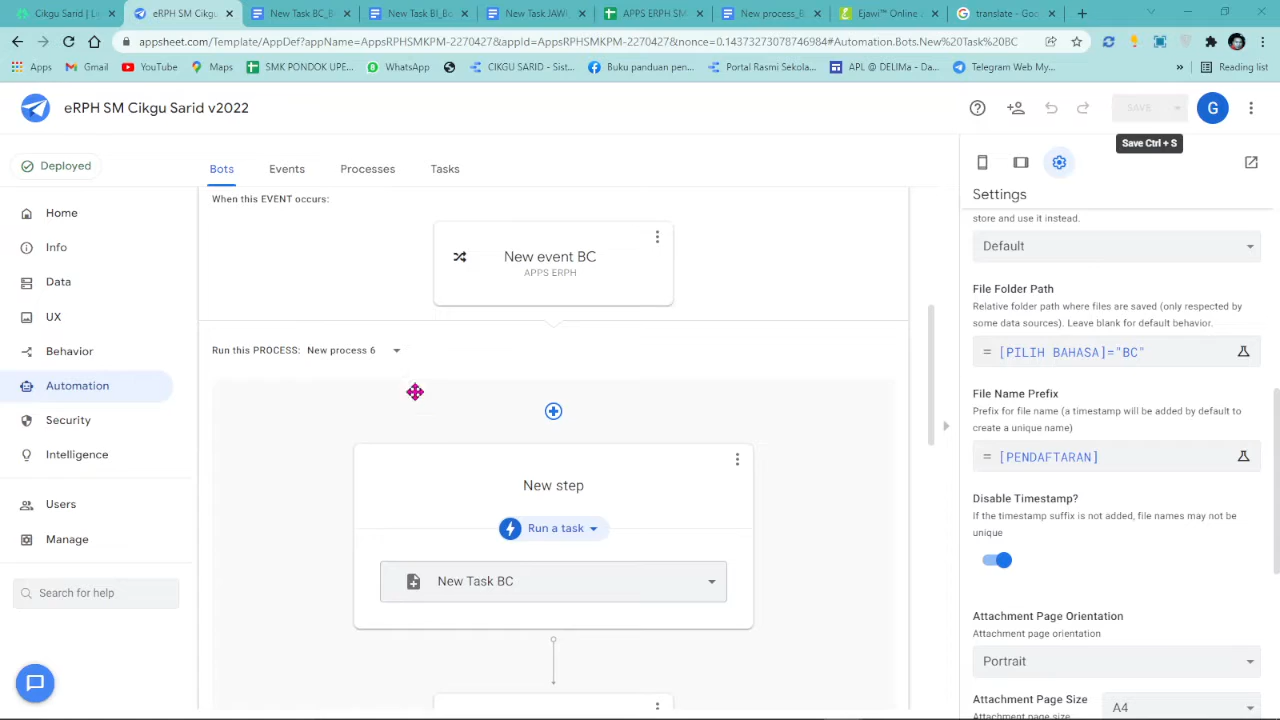 Cikgu Sarid | L
eRPH SM Cikgu S
New Task BC_B
New Task BI_Bo
New Task JAWI
APPS ERPH SM
New process_B
Ejawi™ Online
translate - Goo
appsheet.com/Template/AppDef?appName=AppsRPHSMKPM-2270427&appId=AppsRPHSMKPM-2270427&nonce=0.14373273078746984#Automation.Bots.New%20Task%20BC
Apps
Gmail
YouTube
Maps
SMK PONDOK UPE...
WhatsApp
CIKGU SARID - Sist...
Buku panduan pen...
Portal Rasmi Sekola...
APL @ DELIMa - Da...
Telegram Web My...
»
Reading list
eRPH SM Cikgu Sarid v2022
SAVE
G
Save Ctrl + S
Deployed
Bots
Events
Processes
Tasks
Home
Info
Data
UX
Behavior
Automation
Security
Intelligence
Users
Manage
Search for help
When this EVENT occurs:
New event BC
APPS ERPH
Run this PROCESS: New process 6
New step
Run a task
New Task BC
Settings
store and use it instead.
Default
File Folder Path
Relative folder path where files are saved (only respected by
some data sources). Leave blank for default behavior.
= [PILIH BAHASA]="BC"
File Name Prefix
Prefix for file name (a timestamp will be added by default to
create a unique name)
= [PENDAFTARAN]
Disable Timestamp?
If the timestamp suffix is not added, file names may not be
unique
Attachment Page Orientation
Attachment page orientation
Portrait
Attachment Page Size
Attachment page size
A4